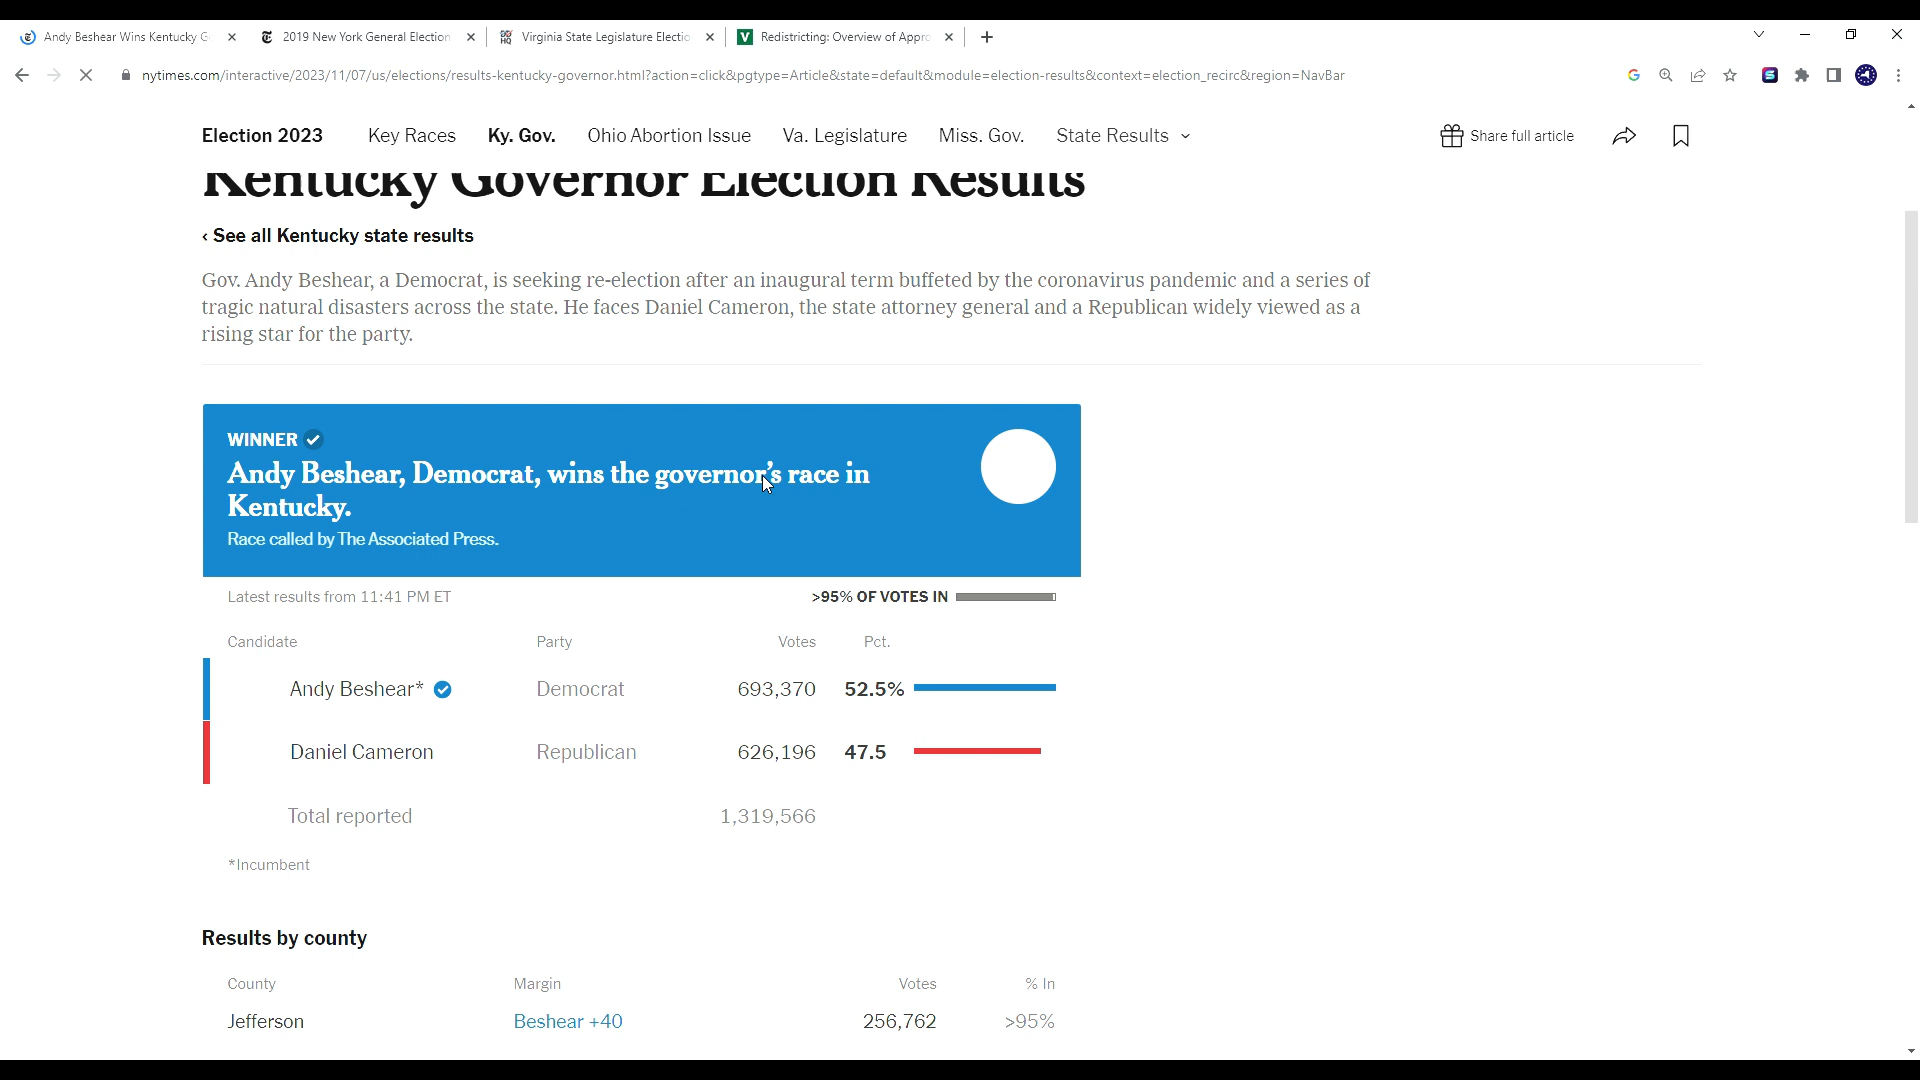 Andy Beshear Wins Kentucky G
2019 New York General Election
Virginia State Legislature Electio
Redistricting: Overview of Appro
nytimes.com/interactive/2023/11/07/us/elections/results-kentucky-governor.html?action=click&pgtype=Article&state=default&module=election-results&context=election_recirc&region=NavBar
Election 2023 Key Races Ky. Gov. Ohio Abortion Issue Va. Legislature Miss. Gov. State Results Share full article
Kentucky Governor Election Results
‹ See all Kentucky state results
Gov. Andy Beshear, a Democrat, is seeking re-election after an inaugural term buffeted by the coronavirus pandemic and a series of
tragic natural disasters across the state. He faces Daniel Cameron, the state attorney general and a Republican widely viewed as a
rising star for the party.
WINNER
Andy Beshear, Democrat, wins the governor's race in
Kentucky.
Race called by The Associated Press.
Latest results from 11:41 PM ET >95% OF VOTES IN
Candidate Party Votes Pct.
Andy Beshear* Democrat 693,370 52.5%
Daniel Cameron Republican 626,196 47.5
Total reported 1,319,566
*Incumbent
Results by county
County Margin Votes % In
Jefferson Beshear +40 256,762 >95%